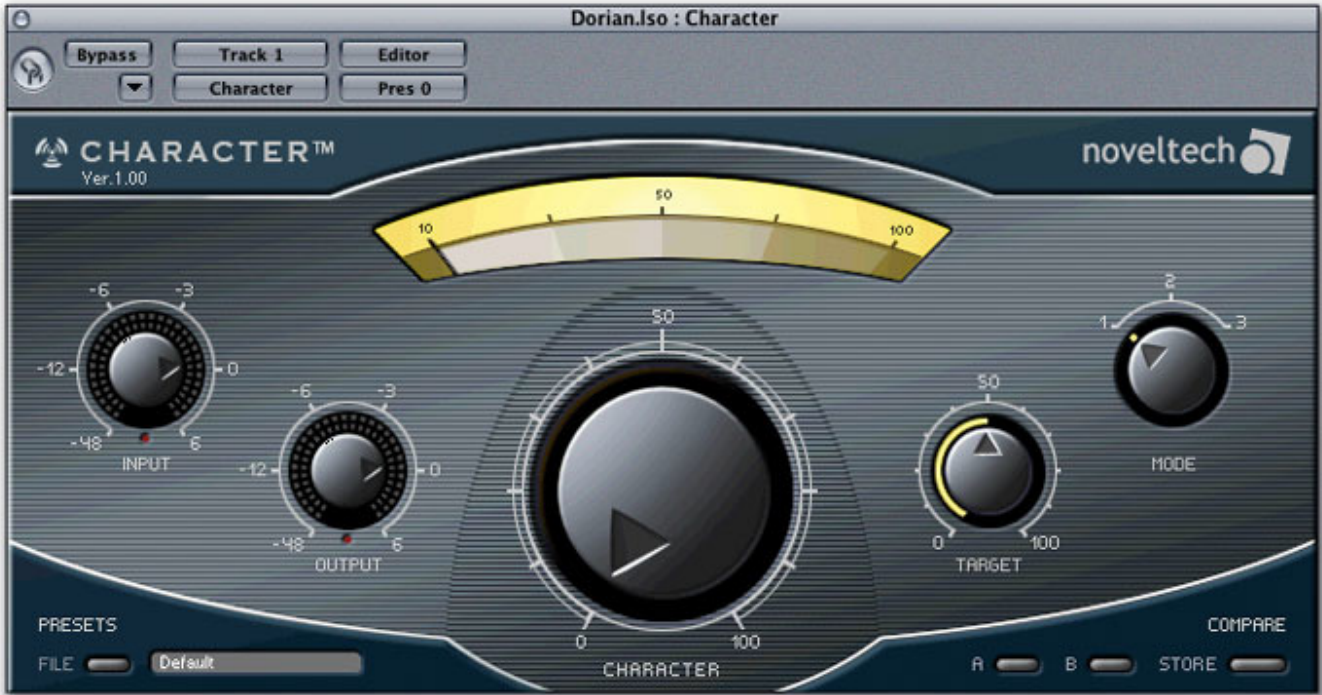 Dorian.lso : Character
Bypass Track 1 Editor
Character Pres 0
CHARACTER™
Ver.1.00
noveltech
10 50 100
-6 -3
-12 0
-48 6
INPUT
-6 -3
-12 0
-48 6
OUTPUT
50
0 100
CHARACTER
50
0 100
TARGET
1 2 3
MODE
PRESETS
FILE Default
COMPARE
A B STORE